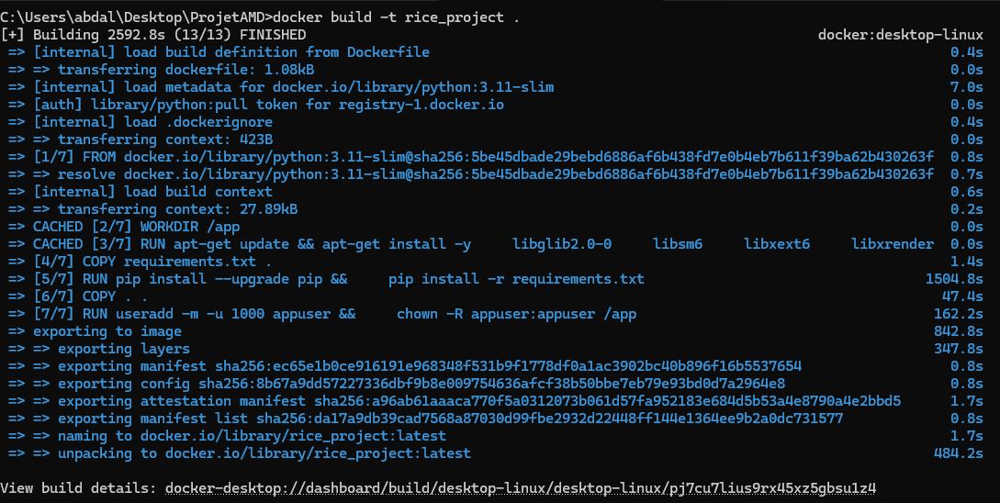 C:\Users\abdal\Desktop\ProjetAMD>docker build -t rice_project .
[+] Building 2592.8s (13/13) FINISHED docker:desktop-linux
=> [internal] load build definition from Dockerfile 0.4s
=> => transferring dockerfile: 1.08kB 0.0s
=> [internal] load metadata for docker.io/library/python:3.11-slim 7.0s
=> [auth] library/python:pull token for registry-1.docker.io 0.0s
=> [internal] load .dockerignore 0.4s
=> => transferring context: 423B 0.0s
=> [1/7] FROM docker.io/library/python:3.11-slim@sha256:5be45dbade29bebd6886af6b438fd7e0b4eb7b611f39ba62b430263f 0.8s
=> => resolve docker.io/library/python:3.11-slim@sha256:5be45dbade29bebd6886af6b438fd7e0b4eb7b611f39ba62b430263f 0.7s
=> [internal] load build context 0.6s
=> => transferring context: 27.89kB 0.2s
=> CACHED [2/7] WORKDIR /app 0.0s
=> CACHED [3/7] RUN apt-get update && apt-get install -y     libglib2.0-0     libsm6     libxext6     libxrender 0.0s
=> [4/7] COPY requirements.txt . 1.4s
=> [5/7] RUN pip install --upgrade pip &&     pip install -r requirements.txt 1504.8s
=> [6/7] COPY . . 47.4s
=> [7/7] RUN useradd -m -u 1000 appuser &&     chown -R appuser:appuser /app 162.2s
=> exporting to image 842.8s
=> => exporting layers 347.8s
=> => exporting manifest sha256:ec65e1b0ce916191e968348f531b9f1778df0a1ac3902bc40b896f16b5537654 0.8s
=> => exporting config sha256:8b67a9dd57227336dbf9b8e009754636afcf38b50bbe7eb79e93bd0d7a2964e8 0.8s
=> => exporting attestation manifest sha256:a96ab61aaaca770f5a0312073b061d57fa952183e684d5b53a4e8790a4e2bbd5 1.7s
=> => exporting manifest list sha256:da17a9db39cad7568a87030d99fbe2932d22448ff144e1364ee9b2a0dc731577 0.8s
=> => naming to docker.io/library/rice_project:latest 1.7s
=> => unpacking to docker.io/library/rice_project:latest 484.2s
View build details: docker-desktop://dashboard/build/desktop-linux/desktop-linux/pj7cu7lius9rx45xz5gbsu1z4